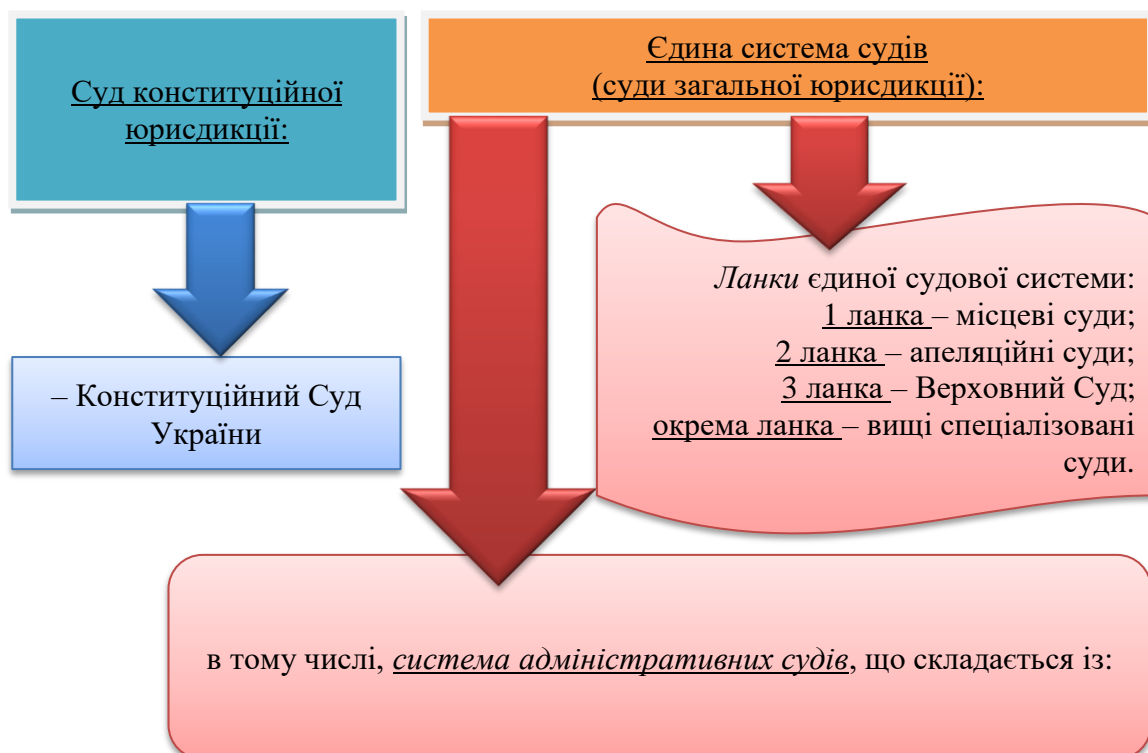 Суд конституційної
юрисдикції:
– Конституційний Суд
України
Єдина система судів
(суди загальної юрисдикції):
Ланки єдиної судової системи:
1 ланка – місцеві суди;
2 ланка – апеляційні суди;
3 ланка – Верховний Суд;
окрема ланка – вищі спеціалізовані
суди.
в тому числі, система адміністративних судів, що складається із: